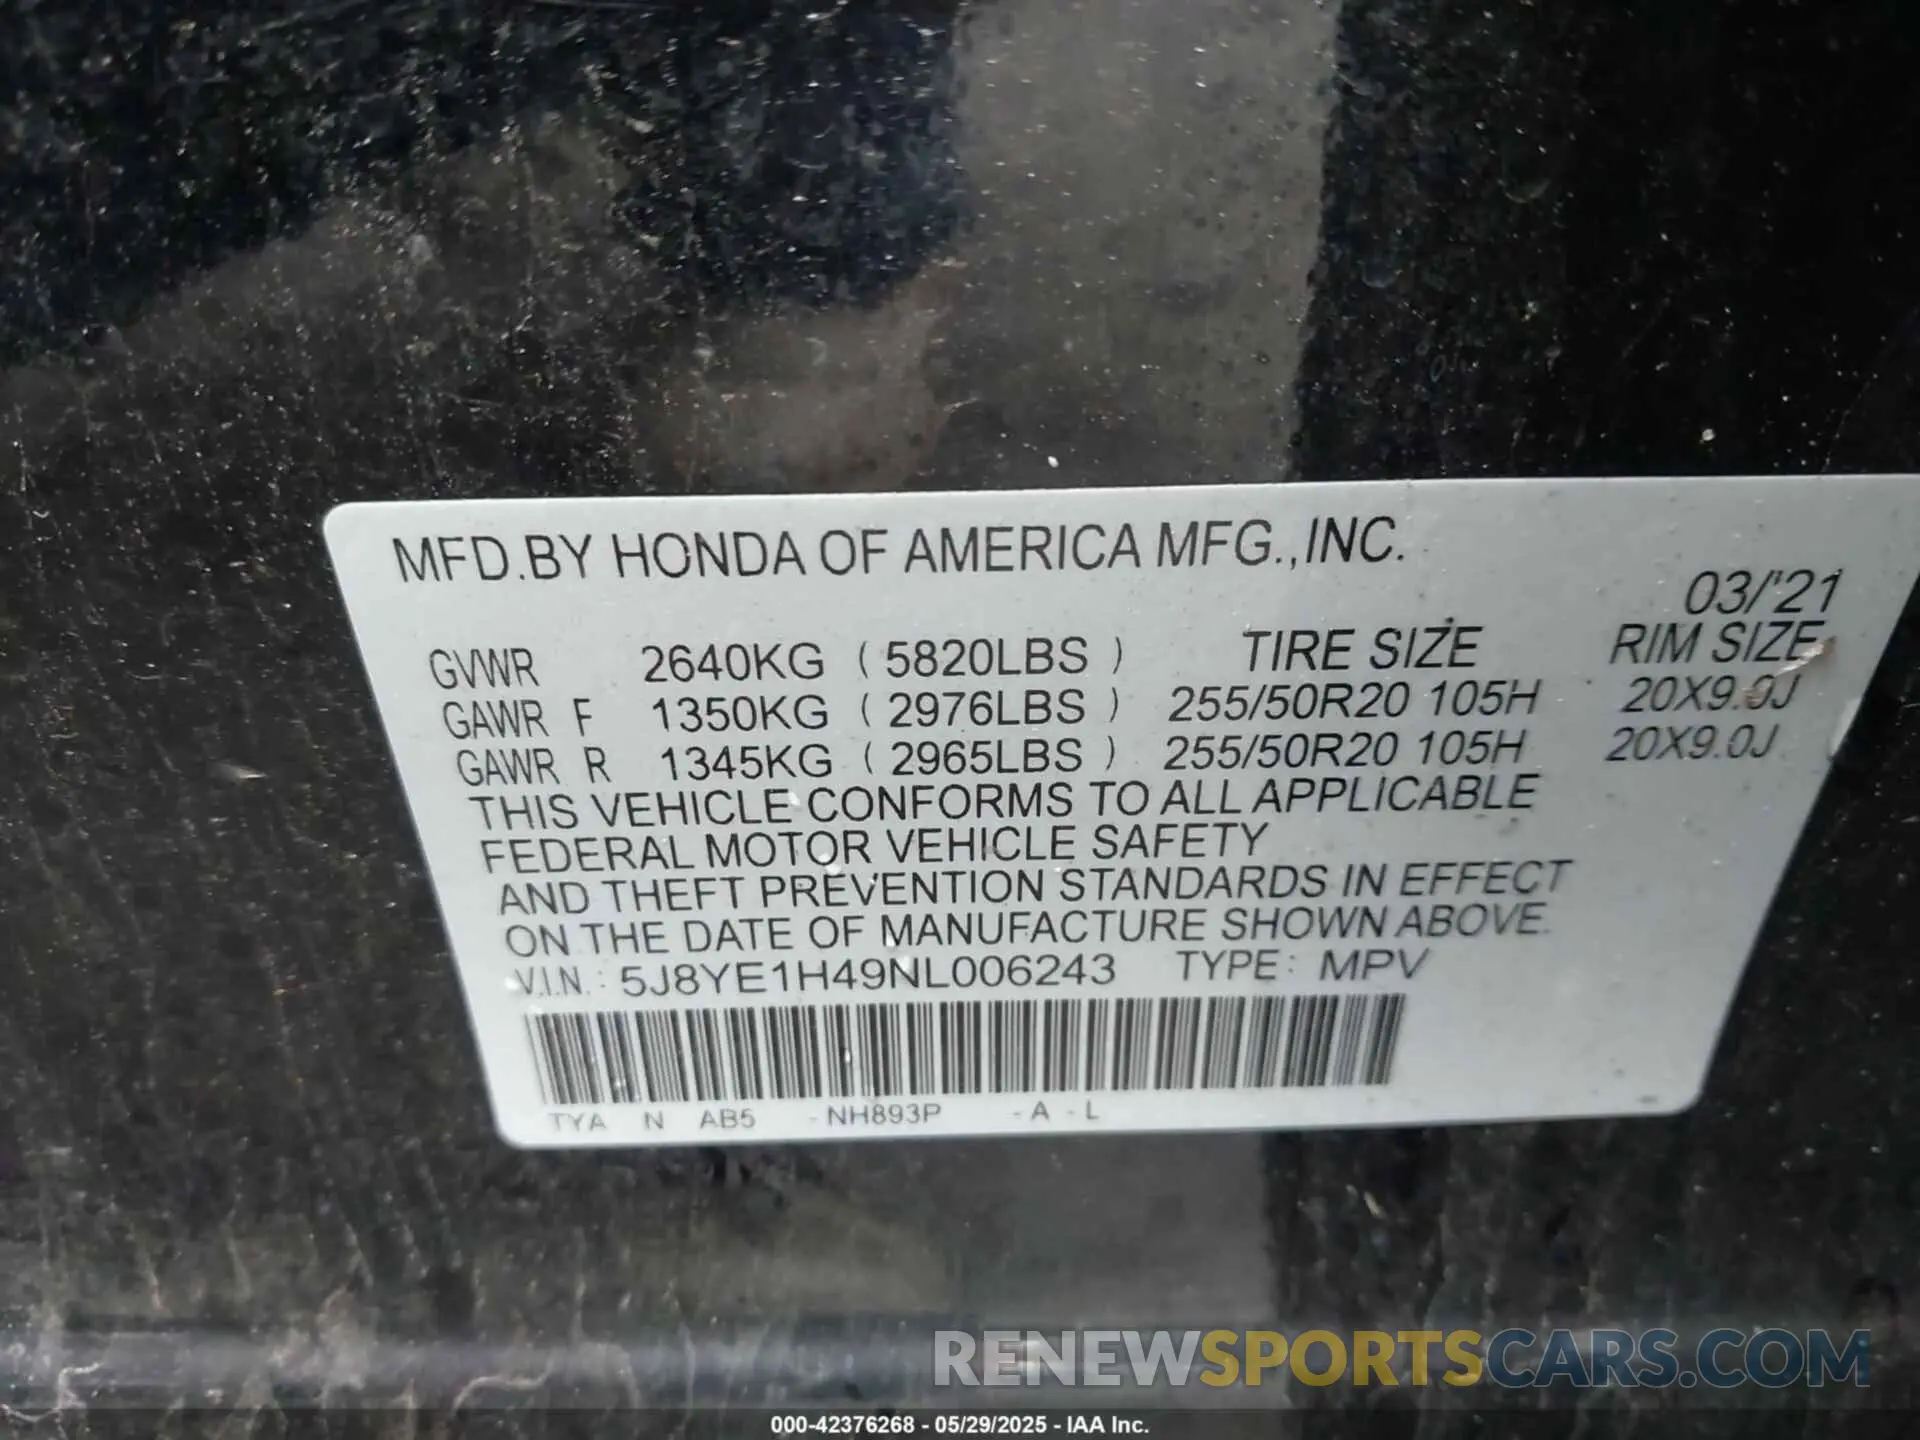 MFD.BY HONDA OF AMERICA MFG.,INC.
03/'21
GVWR 2640KG ( 5820LBS ) TIRE SIZE RIM SIZE
GAWR F 1350KG ( 2976LBS ) 255/50R20 105H 20X9.0J
GAWR R 1345KG ( 2965LBS ) 255/50R20 105H 20X9.0J
THIS VEHICLE CONFORMS TO ALL APPLICABLE
FEDERAL MOTOR VEHICLE SAFETY
AND THEFT PREVENTION STANDARDS IN EFFECT
ON THE DATE OF MANUFACTURE SHOWN ABOVE.
V.I.N. : 5J8YE1H49NL006243 TYPE: MPV
TYA N AB5 - NH893P - A - L
RENEWSPORTSCARS.COM
000-42376268 - 05/29/2025 - IAA Inc.